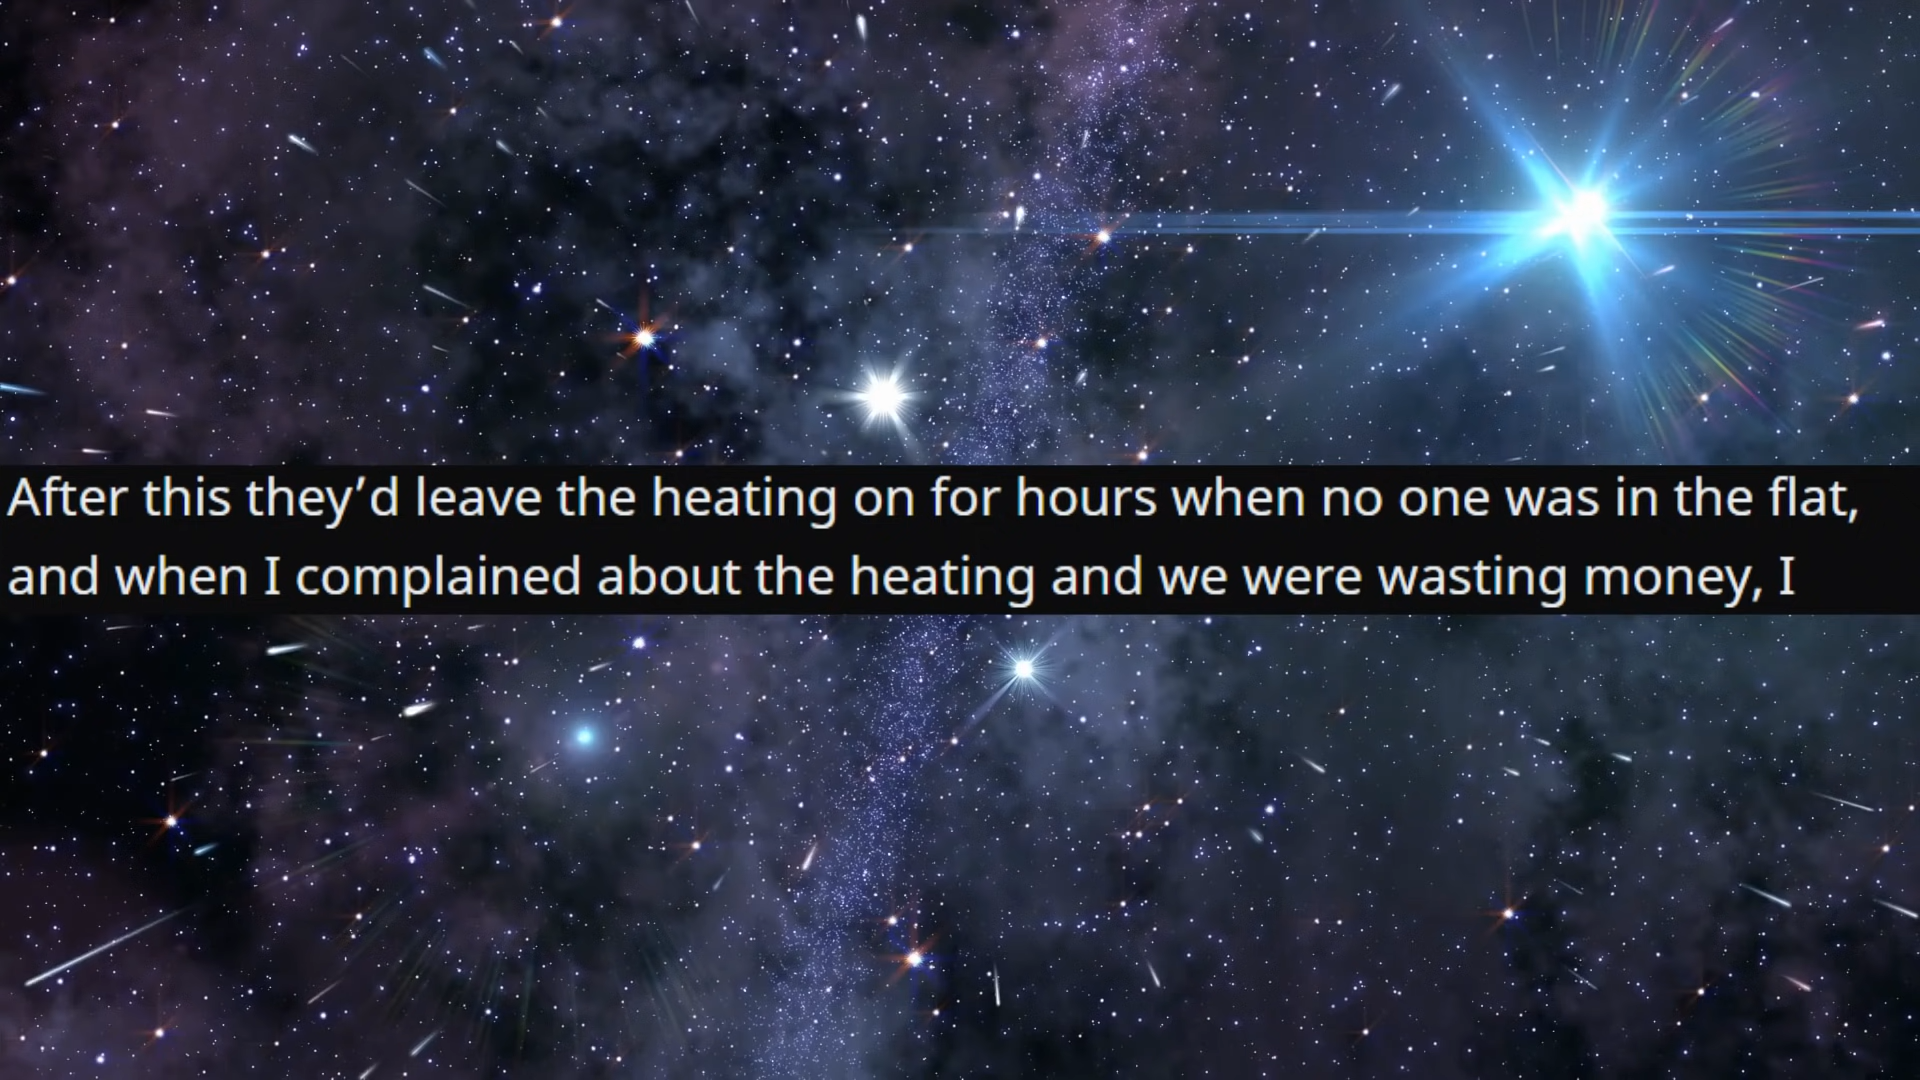 After this they’d leave the heating on for hours when no one was in the flat,
and when I complained about the heating and we were wasting money, I